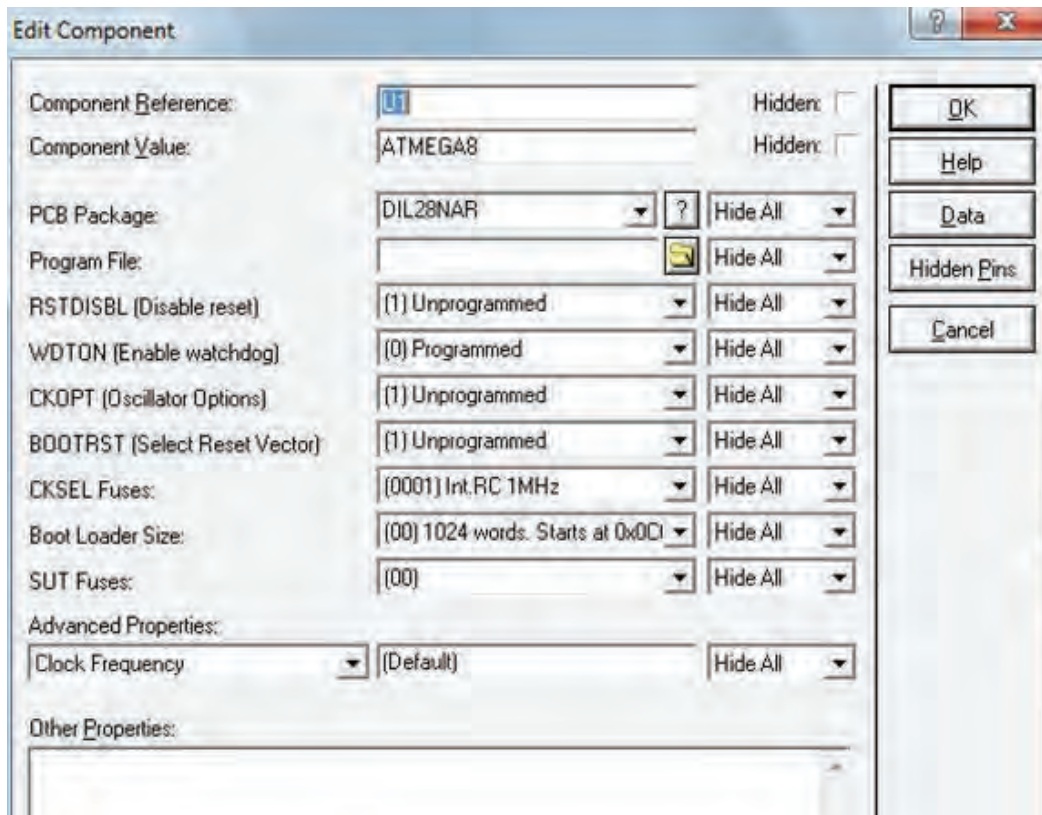 Edit Component
Component Reference: U1 Hidden:
Component Value: ATMEGA8 Hidden:
PCB Package: DIL28NAR ? Hide All
Program File: Hide All
RSTDISBL (Disable reset) (1) Unprogrammed Hide All
WDTON (Enable watchdog) (0) Programmed Hide All
CKOPT (Oscillator Options) (1) Unprogrammed Hide All
BOOTRST (Select Reset Vector) (1) Unprogrammed Hide All
CKSEL Fuses: (0001) Int.RC 1MHz Hide All
Boot Loader Size: (00) 1024 words. Starts at 0x0C Hide All
SUT Fuses: (00) Hide All
Advanced Properties:
Clock Frequency (Default) Hide All
Other Properties:
OK
Help
Data
Hidden Pins
Cancel